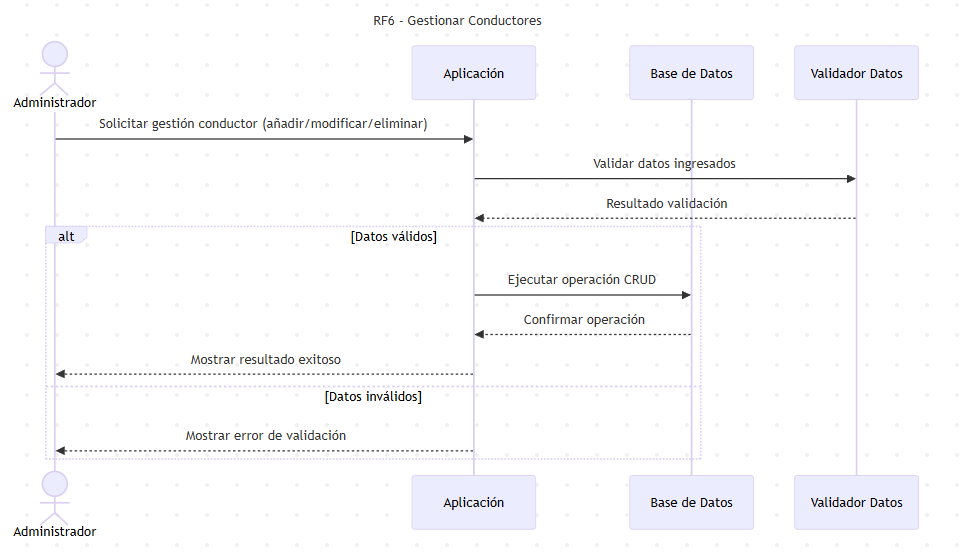 RF6 - Gestionar Conductores
Administrador
Aplicación
Base de Datos
Validador Datos
Solicitar gestión conductor (añadir/modificar/eliminar)
Validar datos ingresados
Resultado validación
alt
[Datos válidos]
Ejecutar operación CRUD
Confirmar operación
Mostrar resultado exitoso
[Datos inválidos]
Mostrar error de validación
Administrador
Aplicación
Base de Datos
Validador Datos